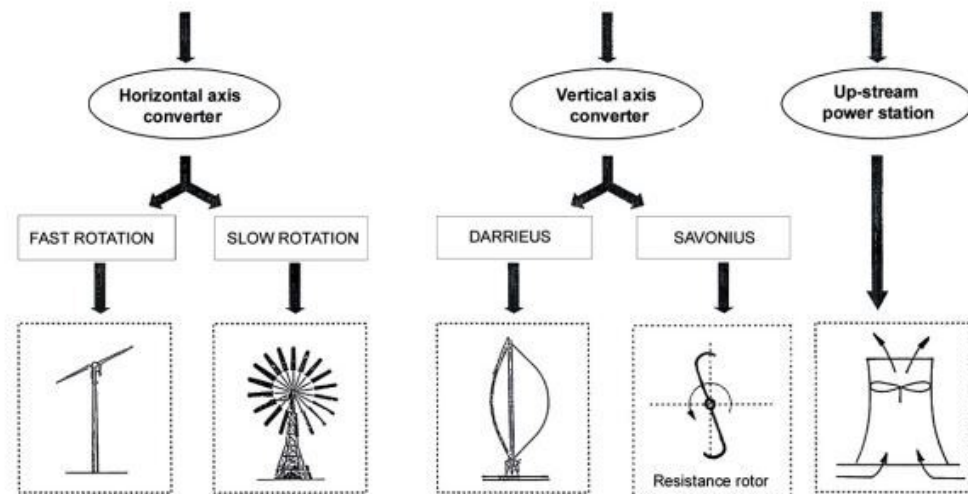 Horizontal axis
converter
Vertical axis
converter
Up-stream
power station
FAST ROTATION
SLOW ROTATION
DARRIEUS
SAVONIUS
Resistance rotor